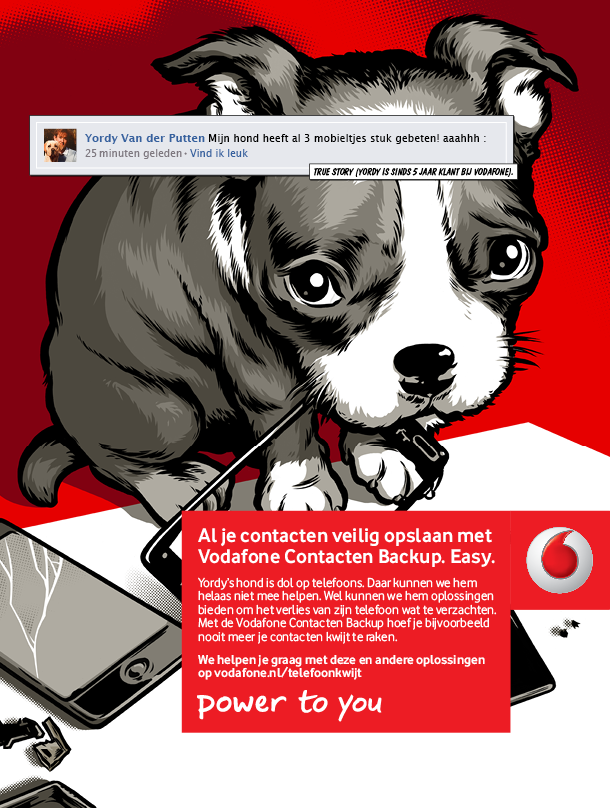 Yordy Van der Putten Mijn hond heeft al 3 mobieltjes stuk gebeten! aaahhh :
25 minuten geleden · Vind ik leuk
TRUE STORY (YORDY IS SINDS 5 JAAR KLANT BIJ VODAFONE).
Al je contacten veilig opslaan met
Vodafone Contacten Backup. Easy.
Yordy's hond is dol op telefoons. Daar kunnen we hem
helaas niet mee helpen. Wel kunnen we hem oplossingen
bieden om het verlies van zijn telefoon wat te verzachten.
Met de Vodafone Contacten Backup hoef je bijvoorbeeld
nooit meer je contacten kwijt te raken.
We helpen je graag met deze en andere oplossingen
op vodafone.nl/telefoonkwijt
power to you